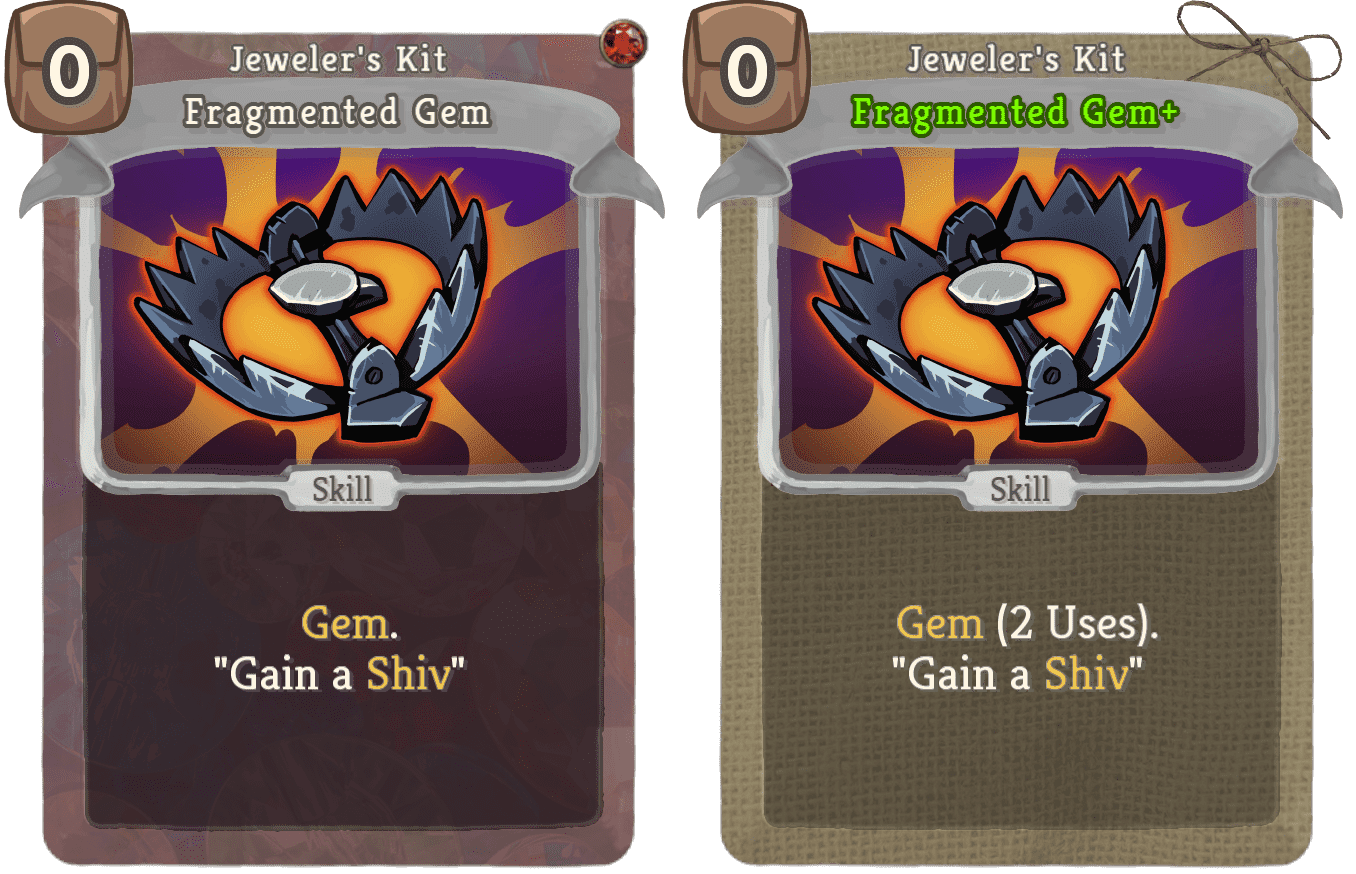 0
Jeweler's Kit
Fragmented Gem
Skill
Gem.
"Gain a Shiv"
0
Jeweler's Kit
Fragmented Gem+
Skill
Gem (2 Uses).
"Gain a Shiv"